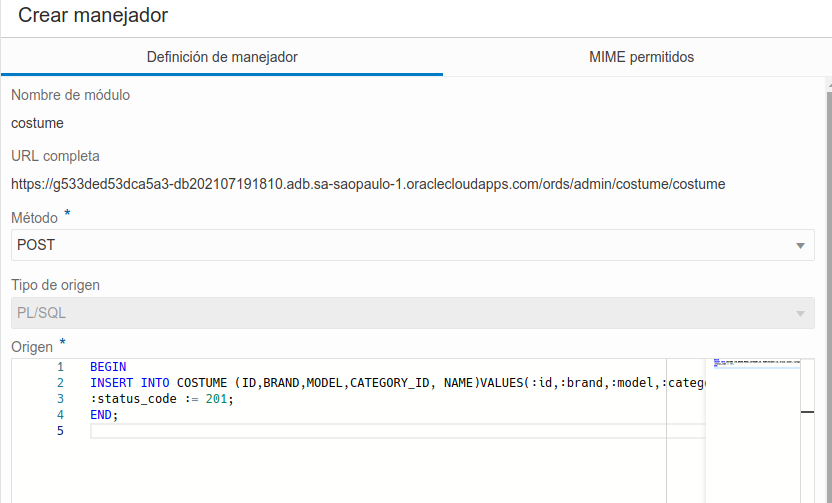 Crear manejador
Definición de manejador
MIME permitidos
Nombre de módulo
costume
URL completa
https://g533ded53dca5a3-db202107191810.adb.sa-saopaulo-1.oraclecloudapps.com/ords/admin/costume/costume
Método *
POST
Tipo de origen
PL/SQL
Origen *
1 BEGIN
2 INSERT INTO COSTUME (ID,BRAND,MODEL,CATEGORY_ID, NAME)VALUES(:id,:brand,:model,:categ
3 :status_code := 201;
4 END;
5